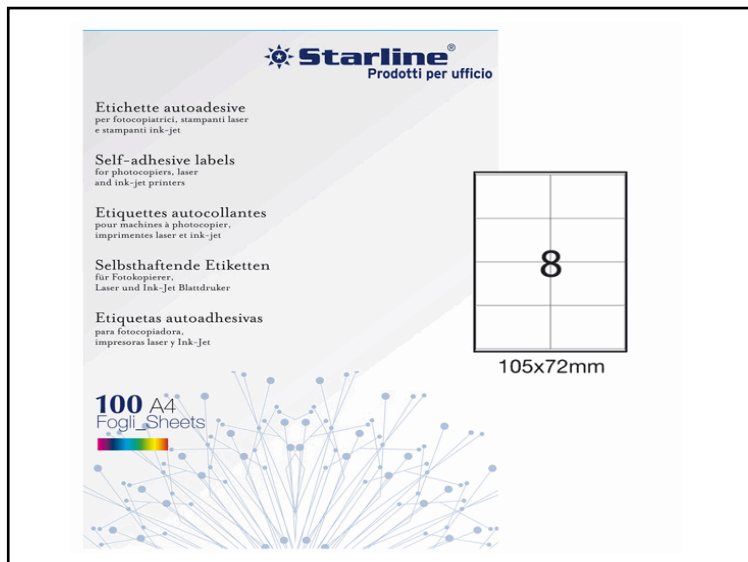 Starline®
Prodotti per ufficio
Etichette autoadesive
per fotocopiatrici, stampanti laser
e stampanti ink-jet
Self-adhesive labels
for photocopiers, laser
and ink-jet printers
Etiquettes autocollantes
pour machines à photocopier,
imprimentes laser et ink-jet
Selbsthaftende Etiketten
für Fotokopierer,
Laser und Ink-Jet Blattdruker
Etiquetas autoadhesivas
para fotocopiadora,
impresoras laser y Ink-Jet
100 A4
Fogli_Sheets
8
105x72mm